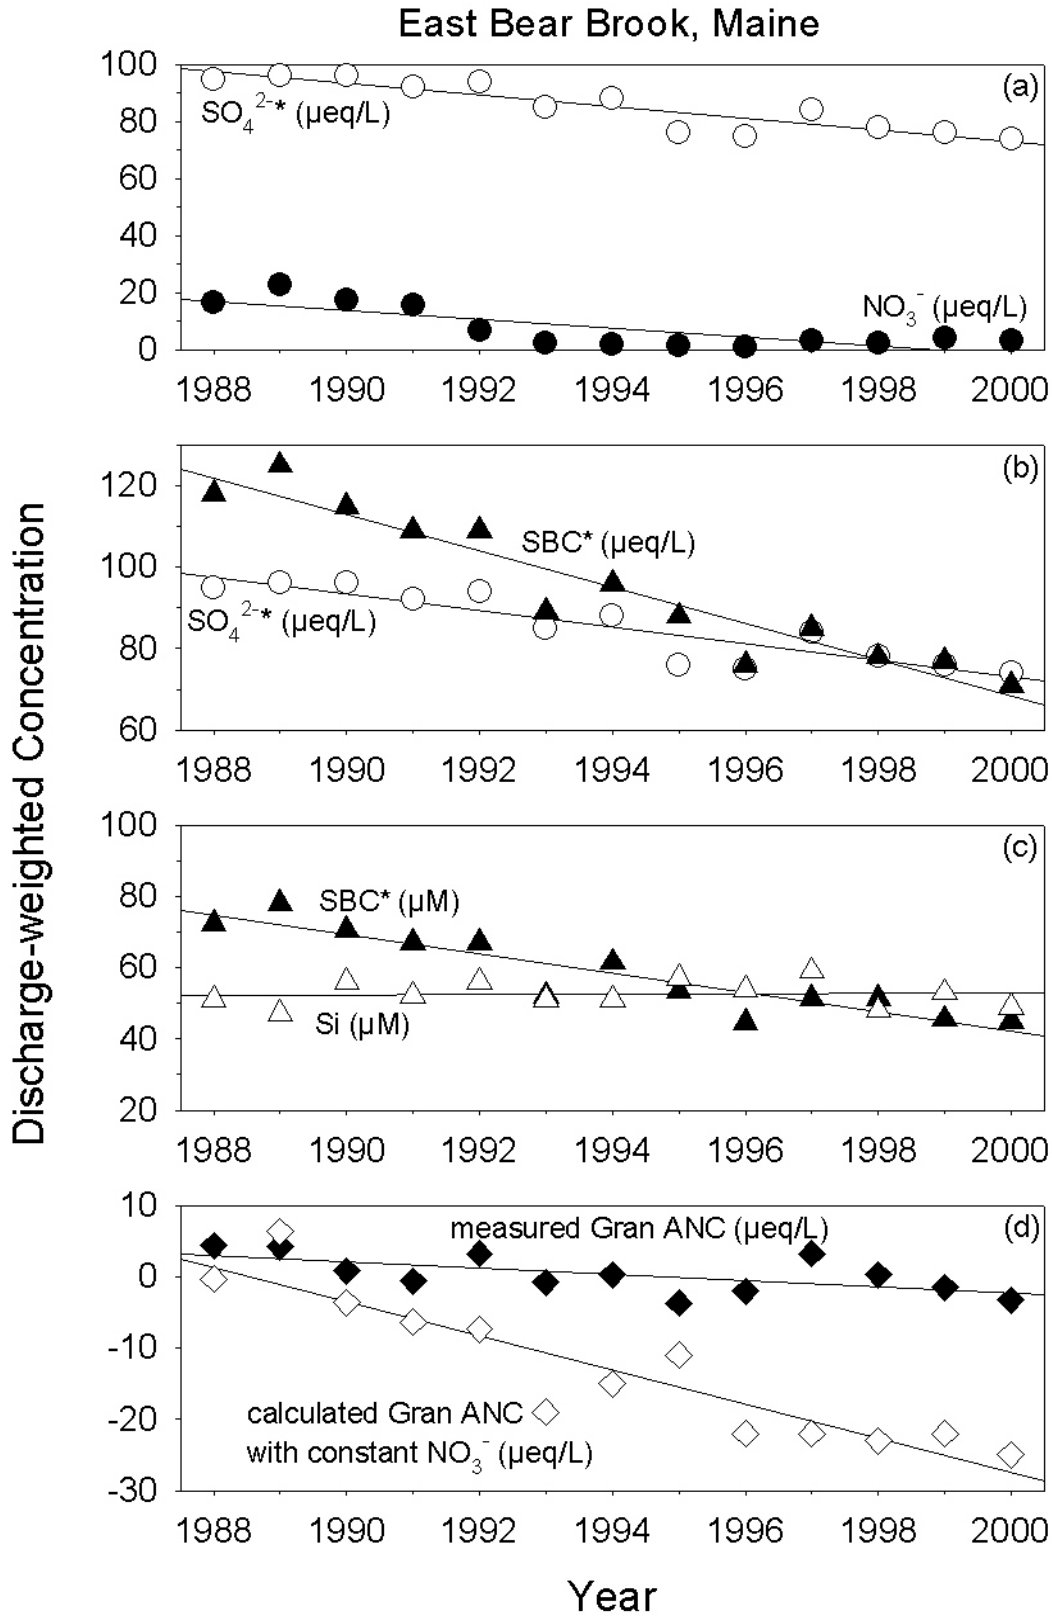 East Bear Brook, Maine
Discharge-weighted Concentration
100
80
60
40
20
0
(a)
SO₄²⁻* (µeq/L)
NO₃⁻ (µeq/L)
1988 1990 1992 1994 1996 1998 2000
120
100
80
60
(b)
SBC* (µeq/L)
SO₄²⁻* (µeq/L)
1988 1990 1992 1994 1996 1998 2000
100
80
60
40
20
(c)
SBC* (µM)
Si (µM)
1988 1990 1992 1994 1996 1998 2000
10
0
-10
-20
-30
(d)
measured Gran ANC (µeq/L)
calculated Gran ANC
with constant NO₃⁻ (µeq/L)
1988 1990 1992 1994 1996 1998 2000
Year